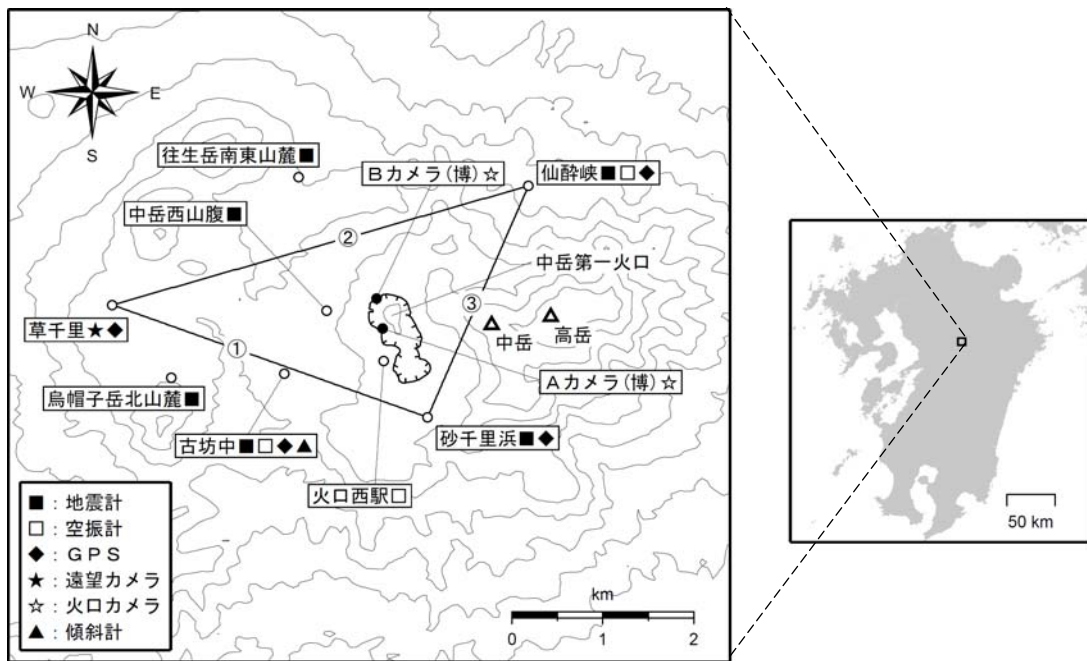 N
W
E
S
往生岳南東山麓■
Bカメラ(博)☆
仙酔峡■□◆
中岳西山腹■
②
中岳第一火口
③
草千里★◆
中岳
高岳
①
烏帽子岳北山麓■
Aカメラ(博)☆
古坊中■□◆▲
砂千里浜■◆
火口西駅□
■：地震計
□：空振計
◆：GPS
★：遠望カメラ
☆：火口カメラ
▲：傾斜計
km
0 1 2
50 km